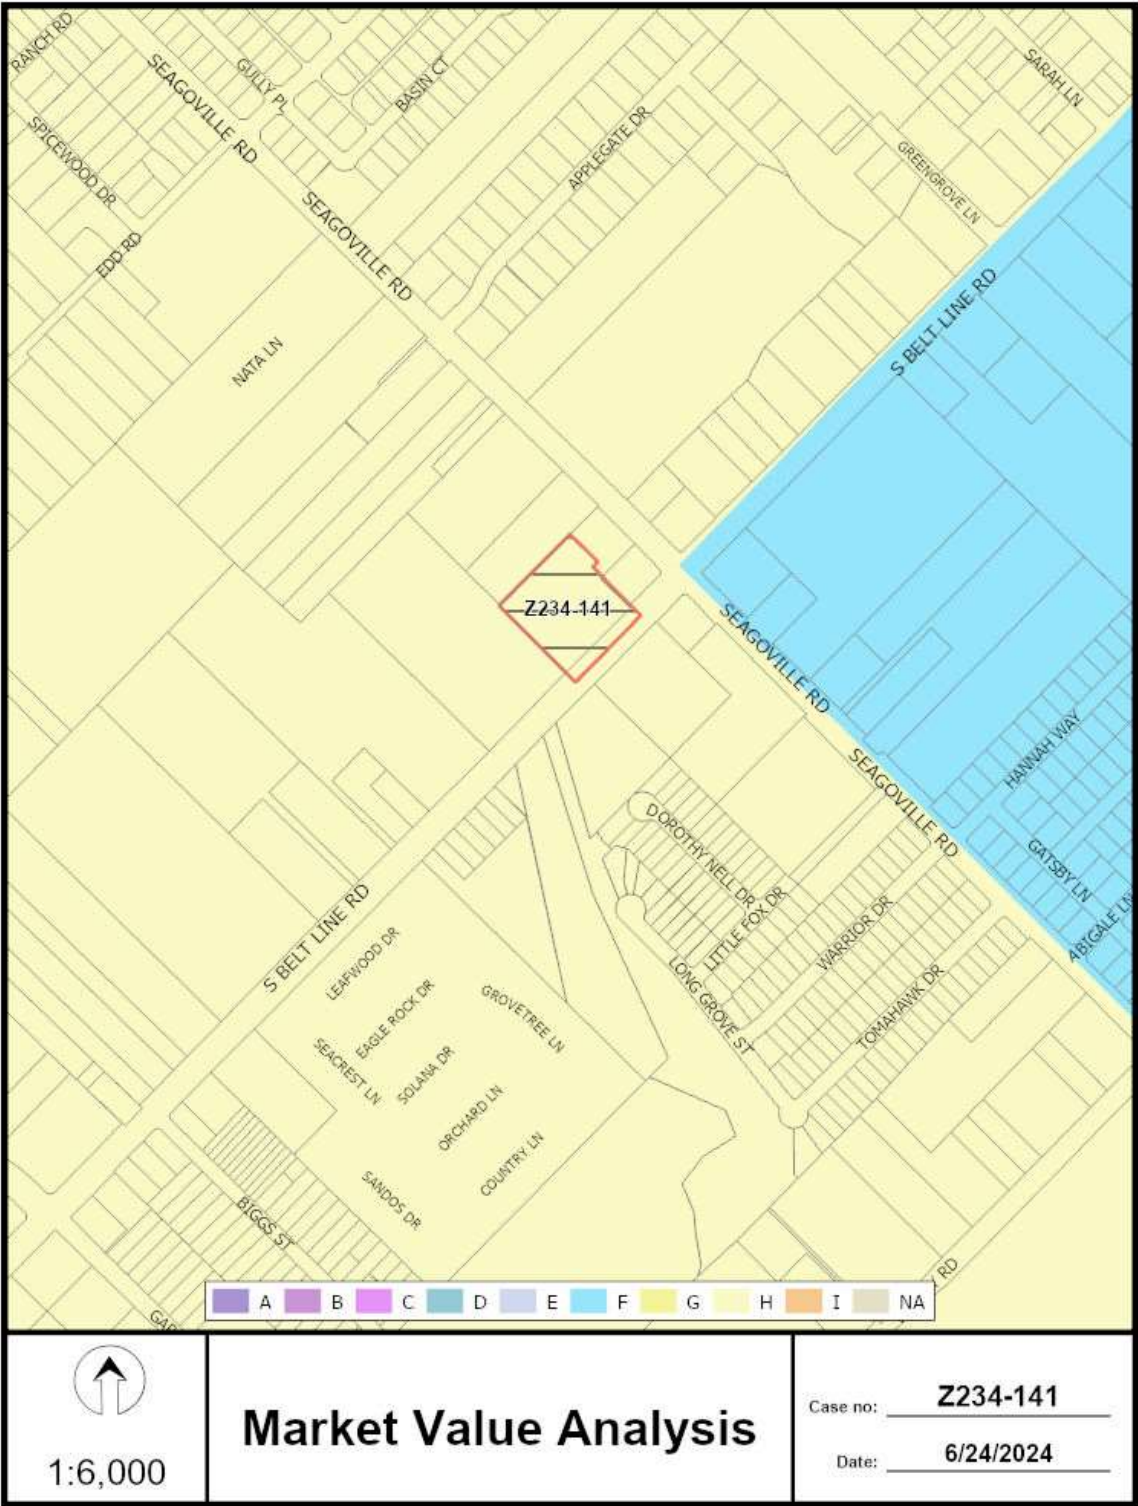 RANCH RD
SEAGOVILLE RD
GULLY PL
BASIN CT
SARAH LN
SPICEWOOD DR
APPLEGATE DR
GREENGROVE LN
SEAGOVILLE RD
EDD RD
S BELT LINE RD
NATA LN
Z234-141
SEAGOVILLE RD
HANNAH WAY
SEAGOVILLE RD
DOROTHY NELL DR
GATSBY LN
LITTLE FOX DR
WARRIOR DR
ABIGALE LN
S BELT LINE RD
LEAFWOOD DR
LONG GROVE ST
TOMAHAWK DR
EAGLE ROCK DR
GROVETREE LN
SEACREST LN
SOLANA DR
ORCHARD LN
COUNTRY LN
SANDOS DR
BIGGS ST
RD
A B C D E F G H I NA
1:6,000
Market Value Analysis
Case no: Z234-141
Date: 6/24/2024